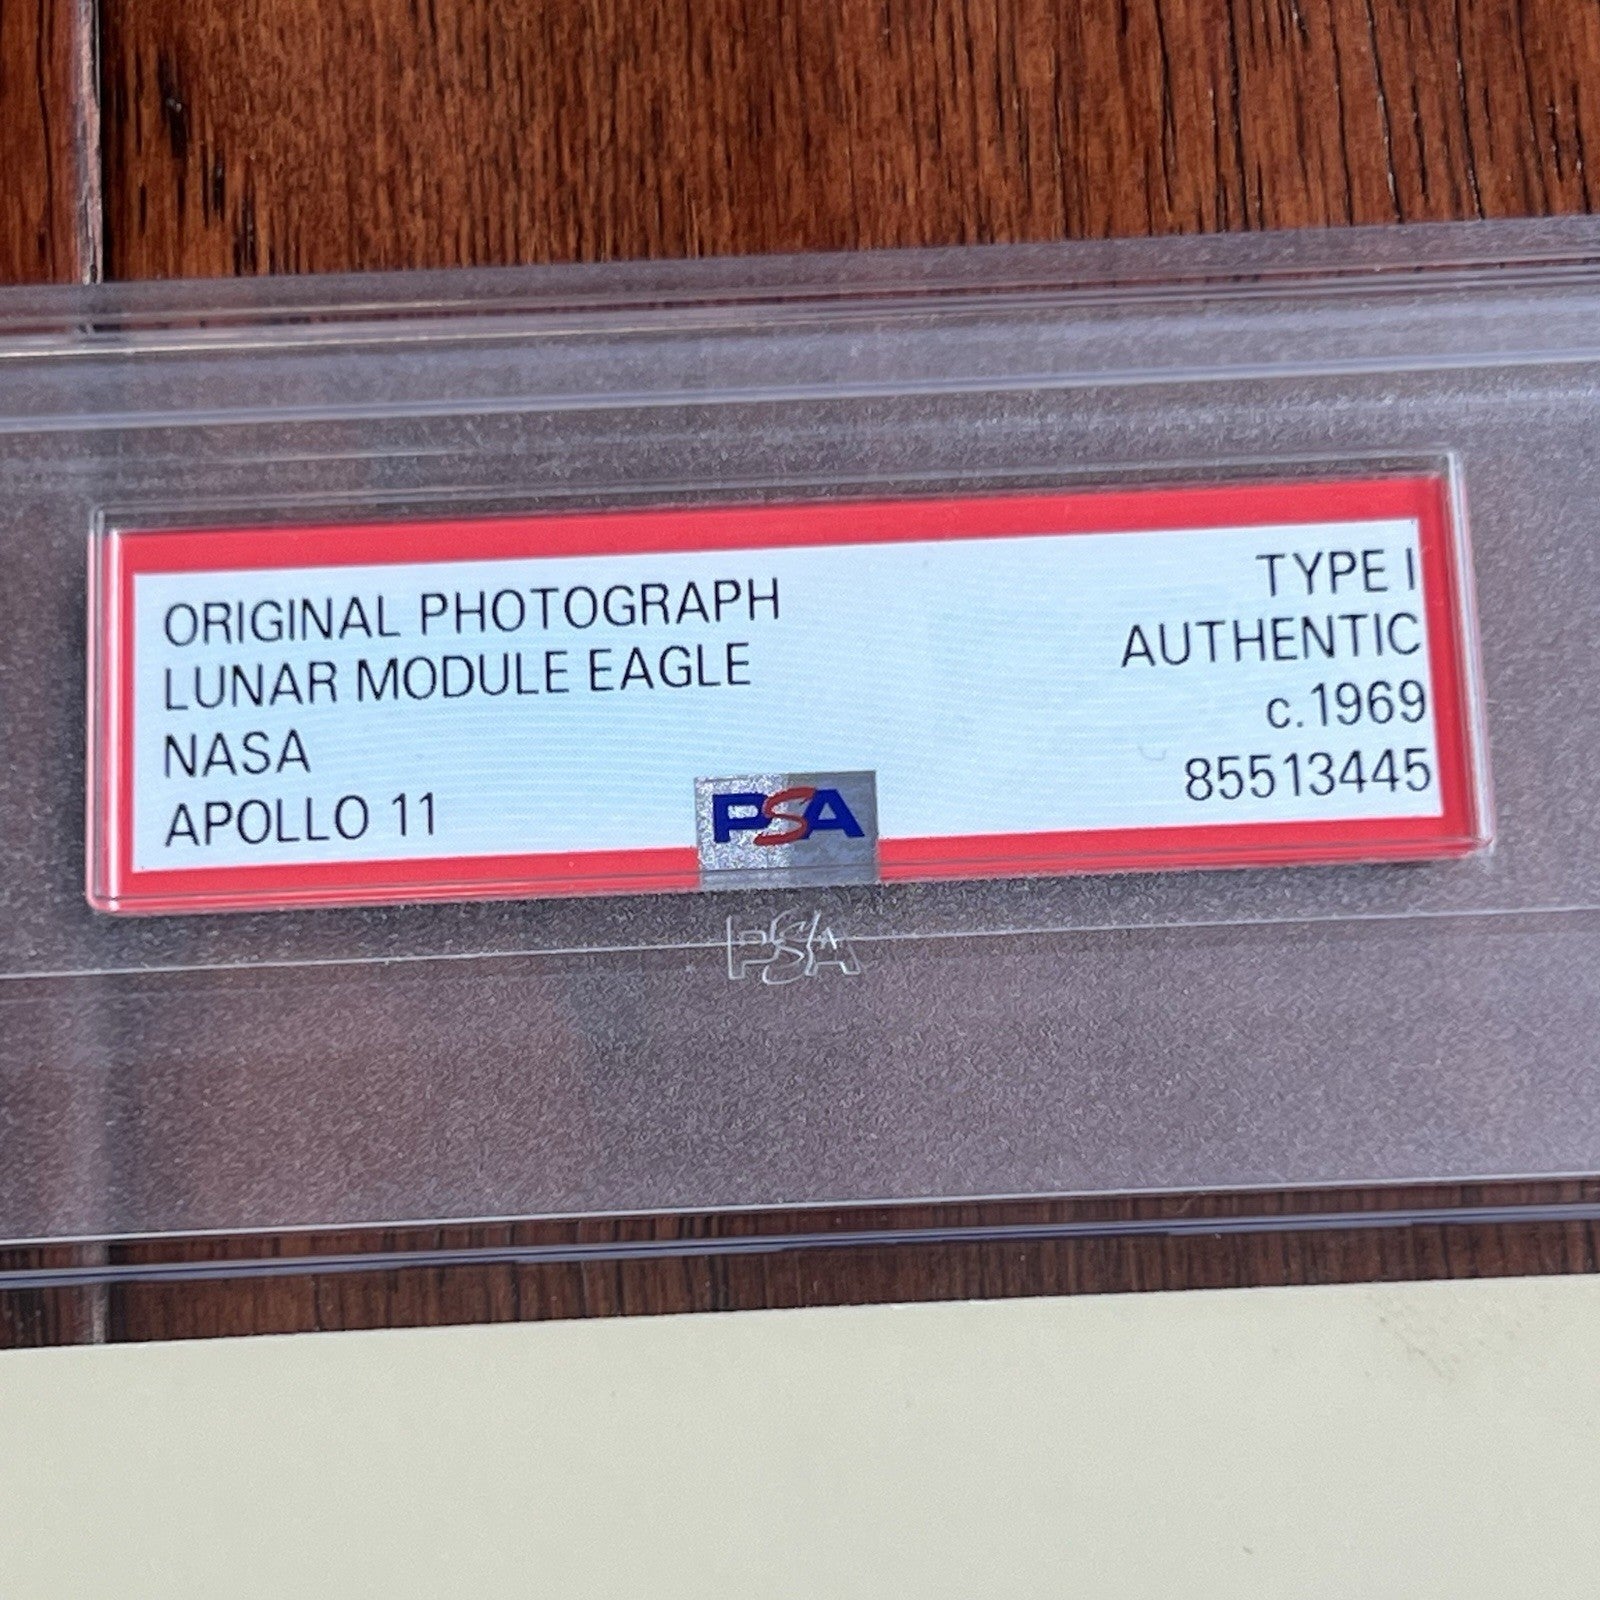 ORIGINAL PHOTOGRAPH
LUNAR MODULE EAGLE
NASA
APOLLO 11
TYPE I
AUTHENTIC
c.1969
85513445
PSA
PSA